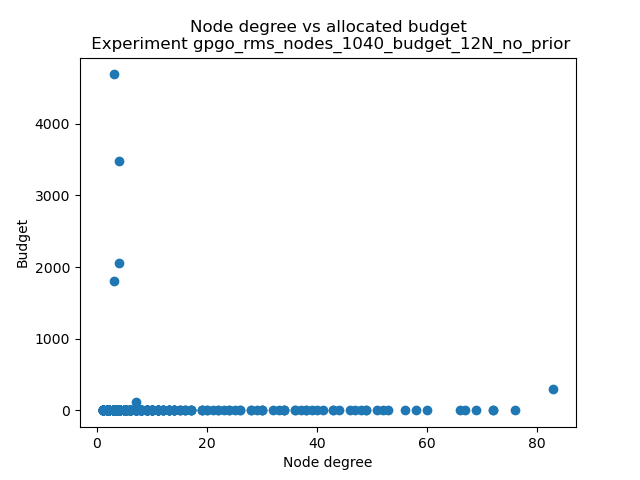 Node degree vs allocated budget
Experiment gpgo_rms_nodes_1040_budget_12N_no_prior
4000
3000
2000
1000
0
Budget
0 20 40 60 80
Node degree